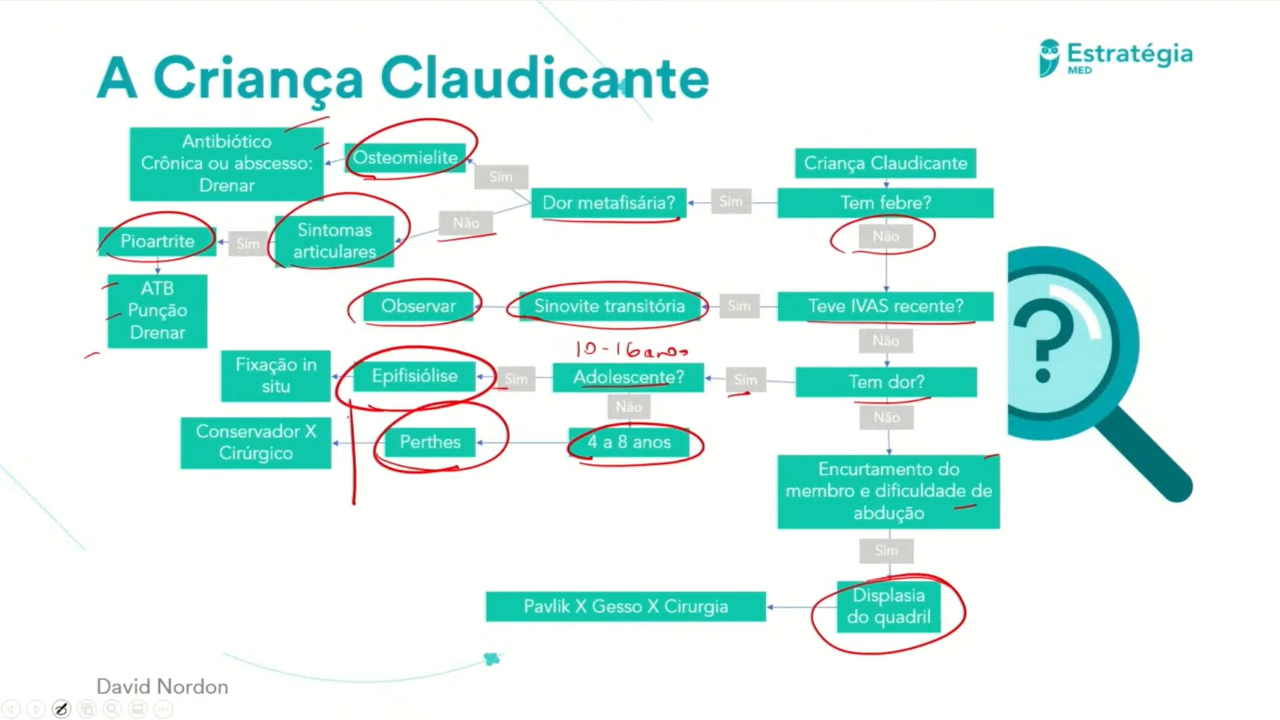 A Criança Claudicante
Estratégia
MED
Antibiótico
Crônica ou abscesso:
Drenar
Osteomielite
Sim
Dor metafisária?
Sim
Criança Claudicante
Tem febre?
Não
Sintomas
articulares
Sim
Pioartrite
Não
ATB
Punção
Drenar
Observar
Sinovite transitória
Sim
Teve IVAS recente?
Não
10-16 anos
Fixação in
situ
Epifisiólise
Sim
Adolescente?
Sim
Tem dor?
Não
Não
Conservador X
Cirúrgico
Perthes
4 a 8 anos
Encurtamento do
membro e dificuldade de
abdução
Sim
Pavlik X Gesso X Cirurgia
Displasia
do quadril
David Nordon